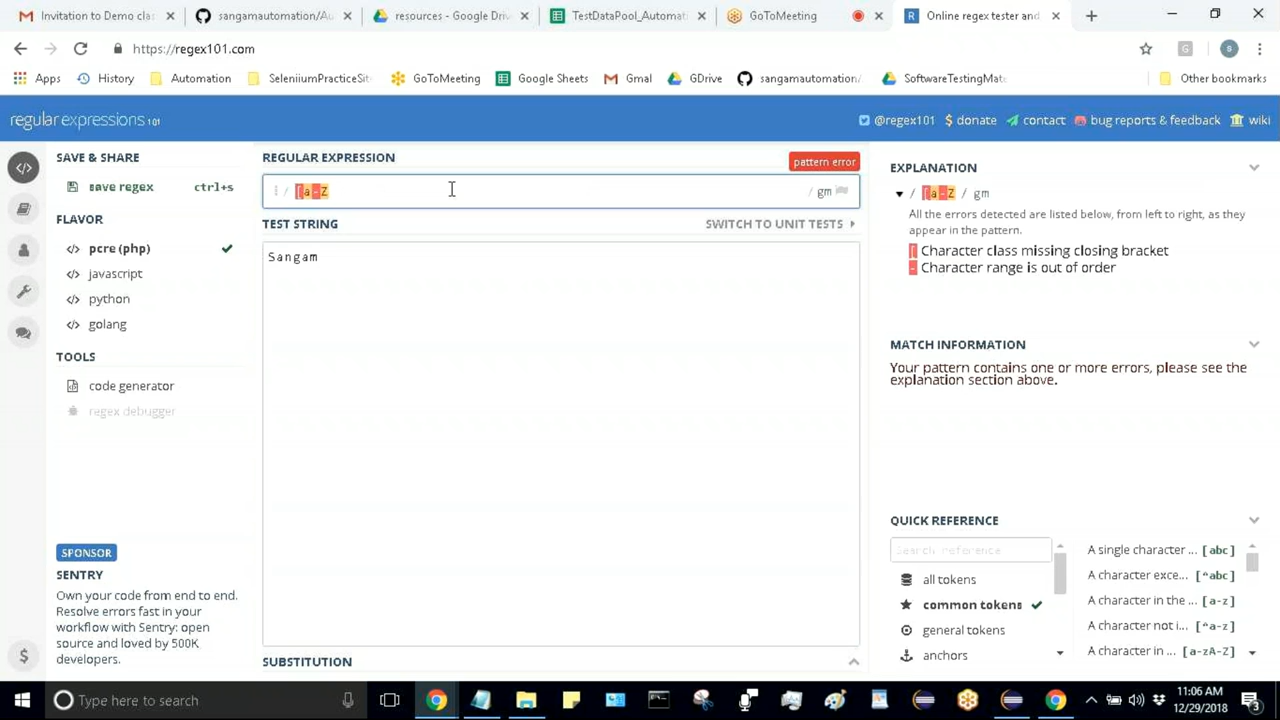 Invitation to Demo clas
sangamautomation/Au
resources - Google Driv
TestDataPool_Automat
GoToMeeting
Online regex tester and
https://regex101.com
Apps
History
Automation
SeleniiumPracticeSit
GoToMeeting
Google Sheets
Gmal
GDrive
sangamautomation/
SoftwareTestingMate
Other bookmarks
regular expressions 101
@regex101
$ donate
contact
bug reports & feedback
wiki
SAVE & SHARE
save regex ctrl+s
FLAVOR
</> pcre (php)
</> javascript
</> python
</> golang
TOOLS
code generator
regex debugger
SPONSOR
SENTRY
Own your code from end to end.
Resolve errors fast in your
workflow with Sentry: open
source and loved by 500K
developers.
REGULAR EXPRESSION
pattern error
/ [a-Z / gm
TEST STRING
SWITCH TO UNIT TESTS
Sangam
SUBSTITUTION
EXPLANATION
/ [a-Z / gm
All the errors detected are listed below, from left to right, as they
appear in the pattern.
[ Character class missing closing bracket
- Character range is out of order
MATCH INFORMATION
Your pattern contains one or more errors, please see the
explanation section above.
QUICK REFERENCE
Search reference
all tokens
common tokens
general tokens
anchors
A single character ... [abc]
A character exce... [^abc]
A character in the ... [a-z]
A character not i... [^a-z]
A character in ... [a-zA-Z]
Type here to search
11:06 AM
12/29/2018
3